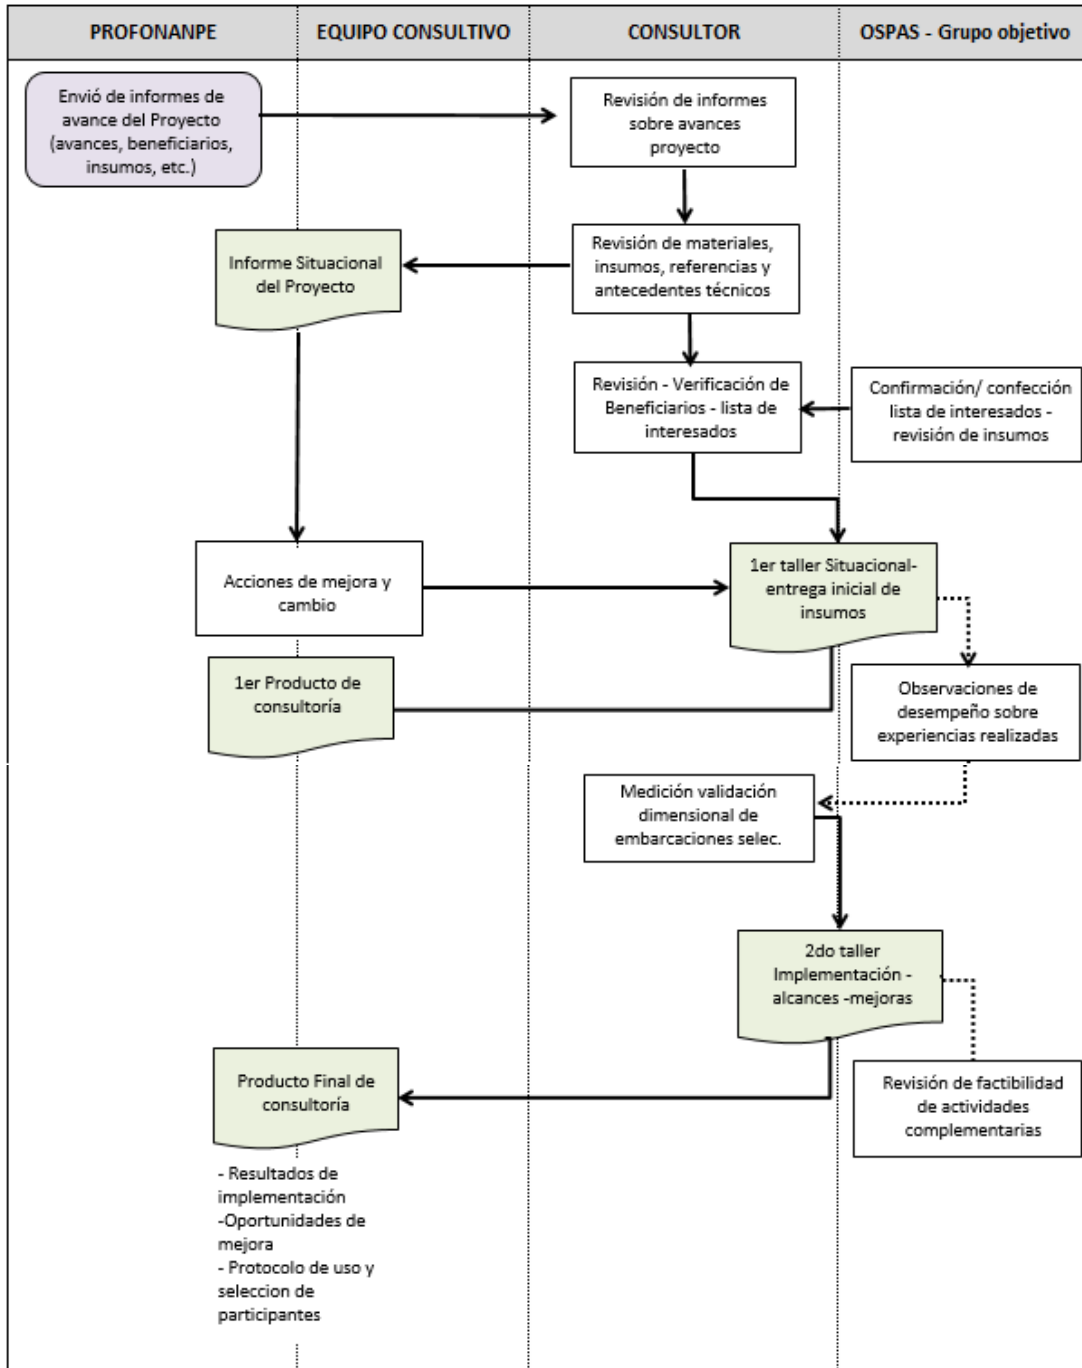 PROFONANPE
EQUIPO CONSULTIVO
CONSULTOR
OSPAS - Grupo objetivo
Envió de informes de
avance del Proyecto
(avances, beneficiarios,
insumos, etc.)
Revisión de informes
sobre avances
proyecto
Informe Situacional
del Proyecto
Revisión de materiales,
insumos, referencias y
antecedentes técnicos
Revisión - Verificación de
Beneficiarios - lista de
interesados
Confirmación/ confección
lista de interesados -
revisión de insumos
Acciones de mejora y
cambio
1er taller Situacional-
entrega inicial de
insumos
1er Producto de
consultoría
Observaciones de
desempeño sobre
experiencias realizadas
Medición validación
dimensional de
embarcaciones selec.
2do taller
Implementación -
alcances -mejoras
Producto Final de
consultoría
Revisión de factibilidad
de actividades
complementarias
- Resultados de
implementación
-Oportunidades de
mejora
- Protocolo de uso y
seleccion de
participantes